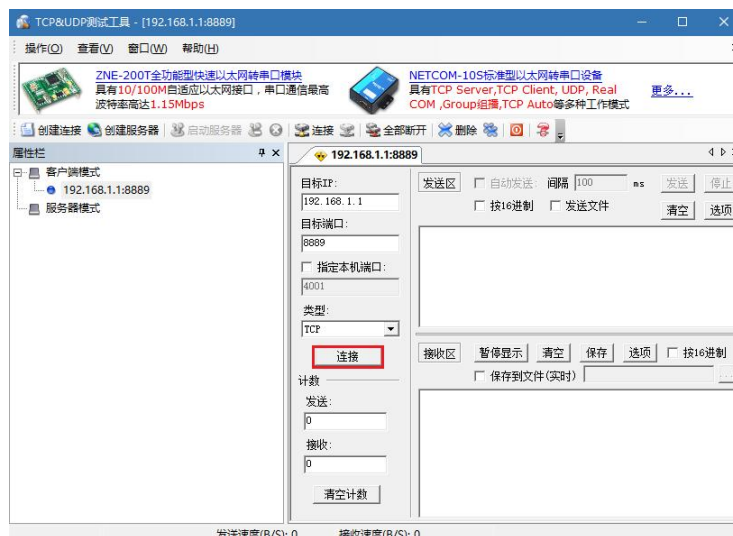 TCP&UDP测试工具 - [192.168.1.1:8889]
操作(O) 查看(V) 窗口(W) 帮助(H)
ZNE-200T全功能型快速以太网转串口模块
具有10/100M自适应以太网接口，串口通信最高
波特率高达1.15Mbps
NETCOM-10S标准型以太网转串口设备
具有TCP Server,TCP Client, UDP, Real
COM ,Group组播,TCP Auto等多种工作模式
更多...
创建连接 创建服务器 启动服务器 连接 全部断开 删除
属性栏
客户端模式
192.168.1.1:8889
服务器模式
192.168.1.1:8889
目标IP:
192.168.1.1
目标端口:
8889
指定本机端口:
4001
类型:
TCP
连接
计数
发送:
0
接收:
0
清空计数
发送区 自动发送: 间隔 100 ms 发送 停止
按16进制 发送文件 清空 选项
接收区 暂停显示 清空 保存 选项 按16进制
保存到文件(实时)
发送速度(B/S): 0 接收速度(B/S): 0